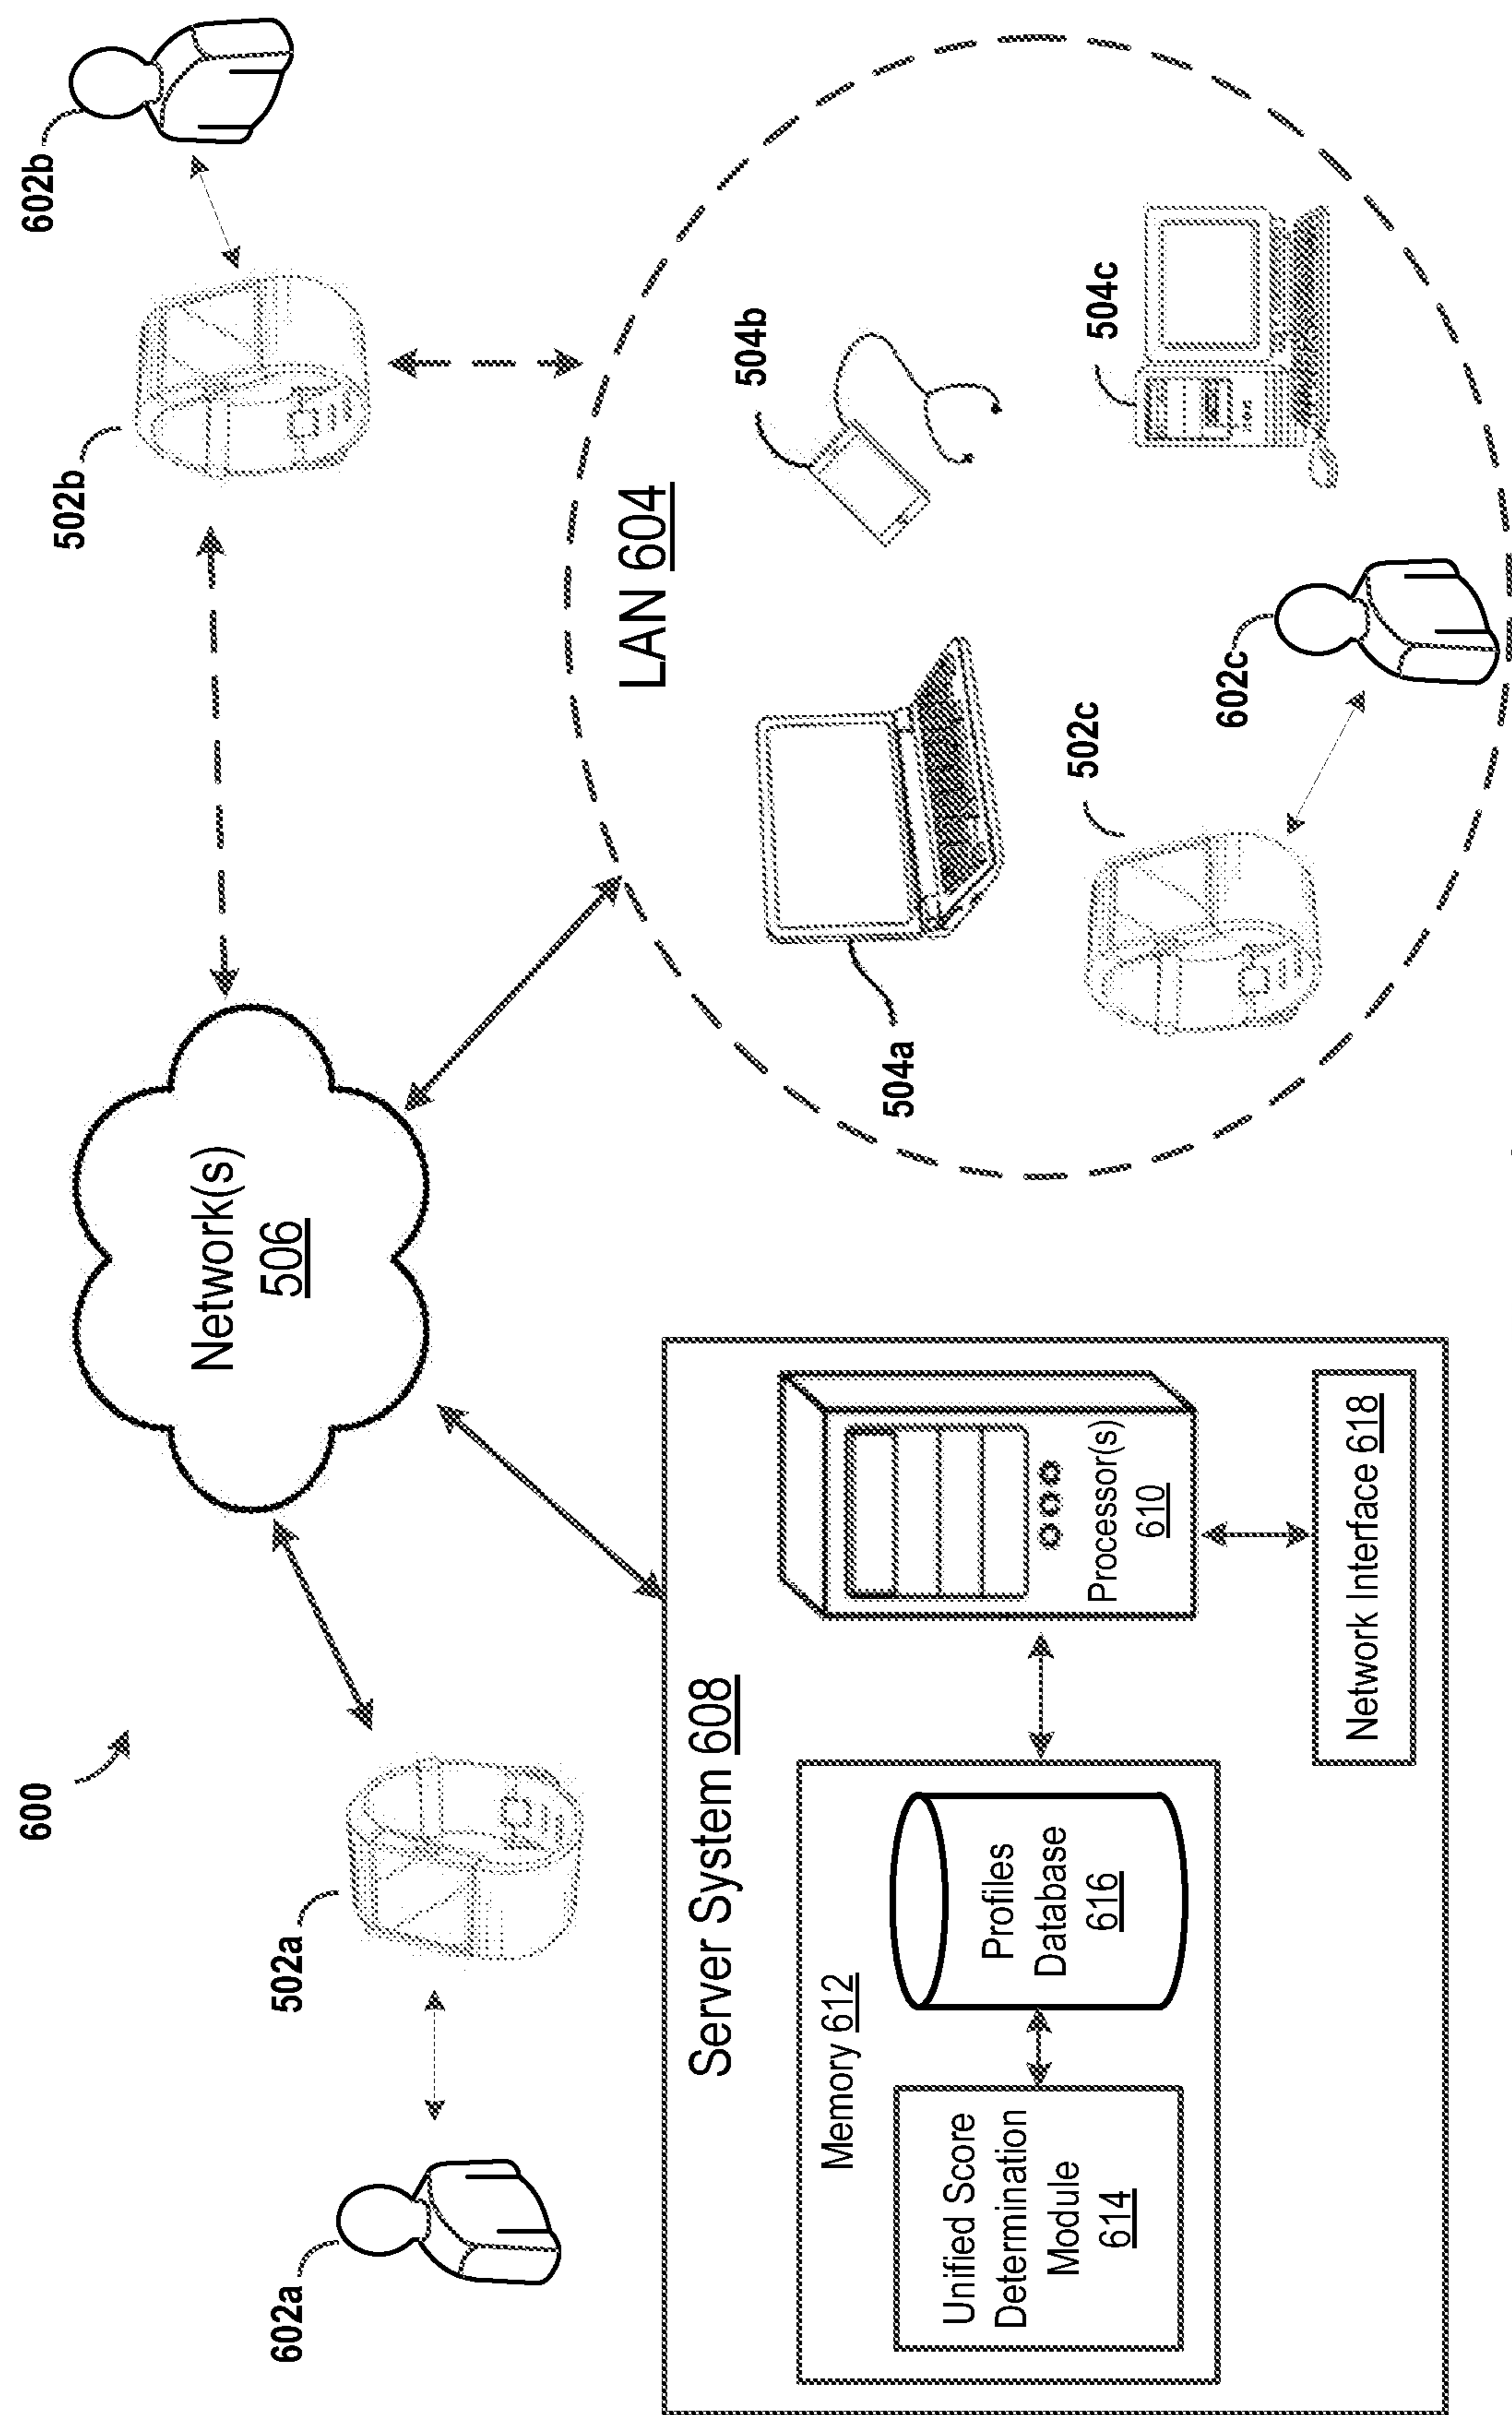 600
602a
502a
Network(s)
506
502b
602b
Server System 608
Memory 612
Unified Score
Determination
Module
614
Profiles
Database
616
Processor(s)
610
Network Interface 618
LAN 604
504a
504b
504c
502c
602c